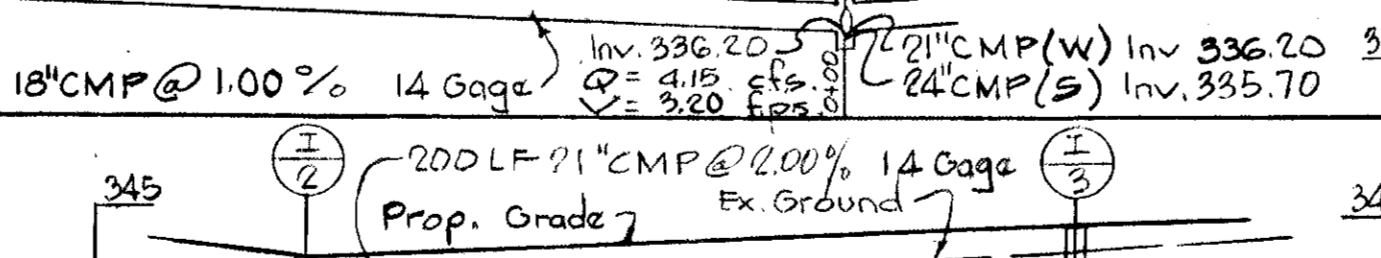 Inv. 336.20
21"CMP(W) Inv 336.20
3
18"CMP @ 1.00 % 14 Gage
Q = 4.15 cfs.
24"CMP(S) Inv. 335.70
V = 3.20 fps.
0+00
I
2
200 LF 21"CMP @ 2.00% 14 Gage
I
3
345
Prop. Grade
Ex. Ground
34